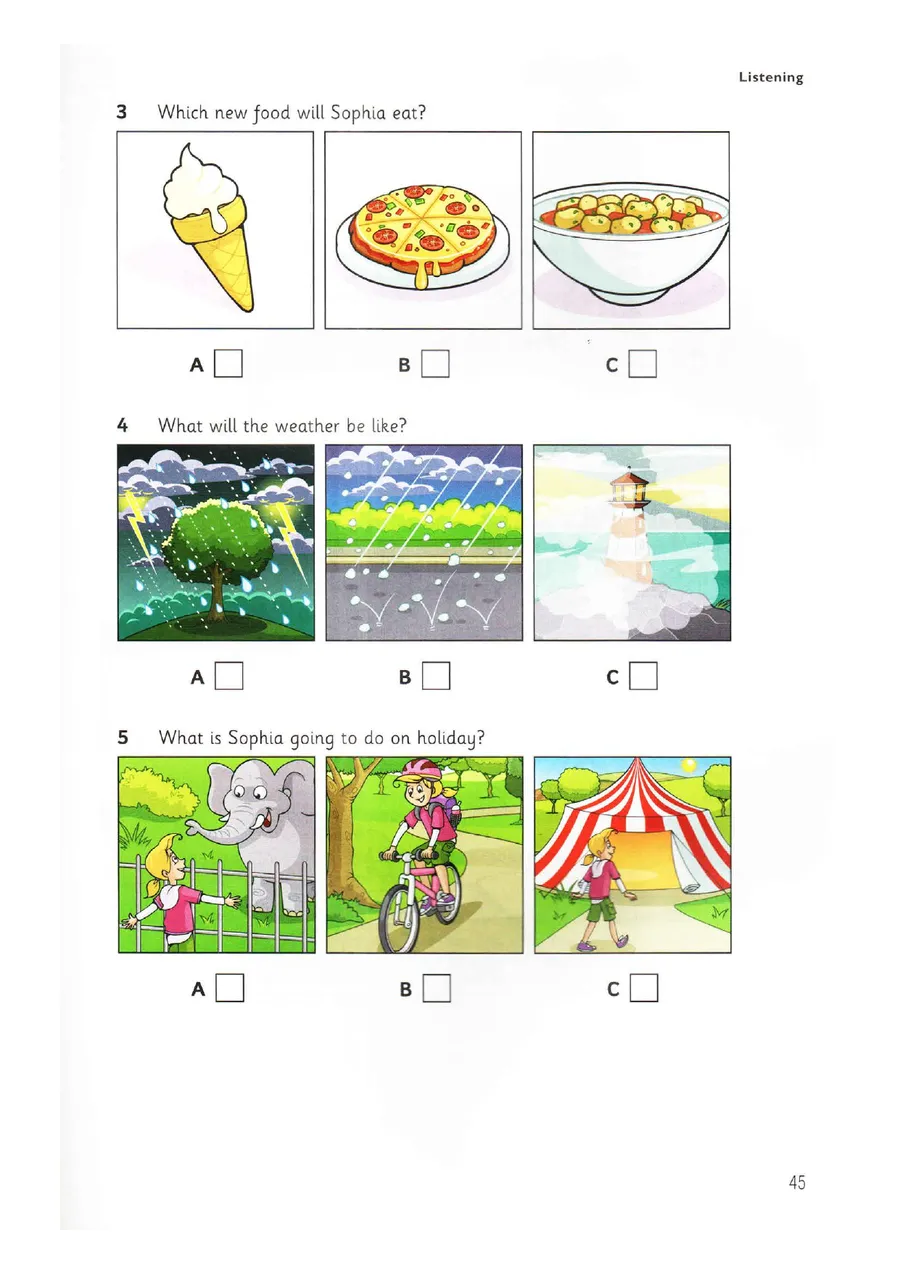 Listening
3 Which new food will Sophia eat?
A B C
4 What will the weather be like?
A B C
5 What is Sophia going to do on holiday?
A B C
45